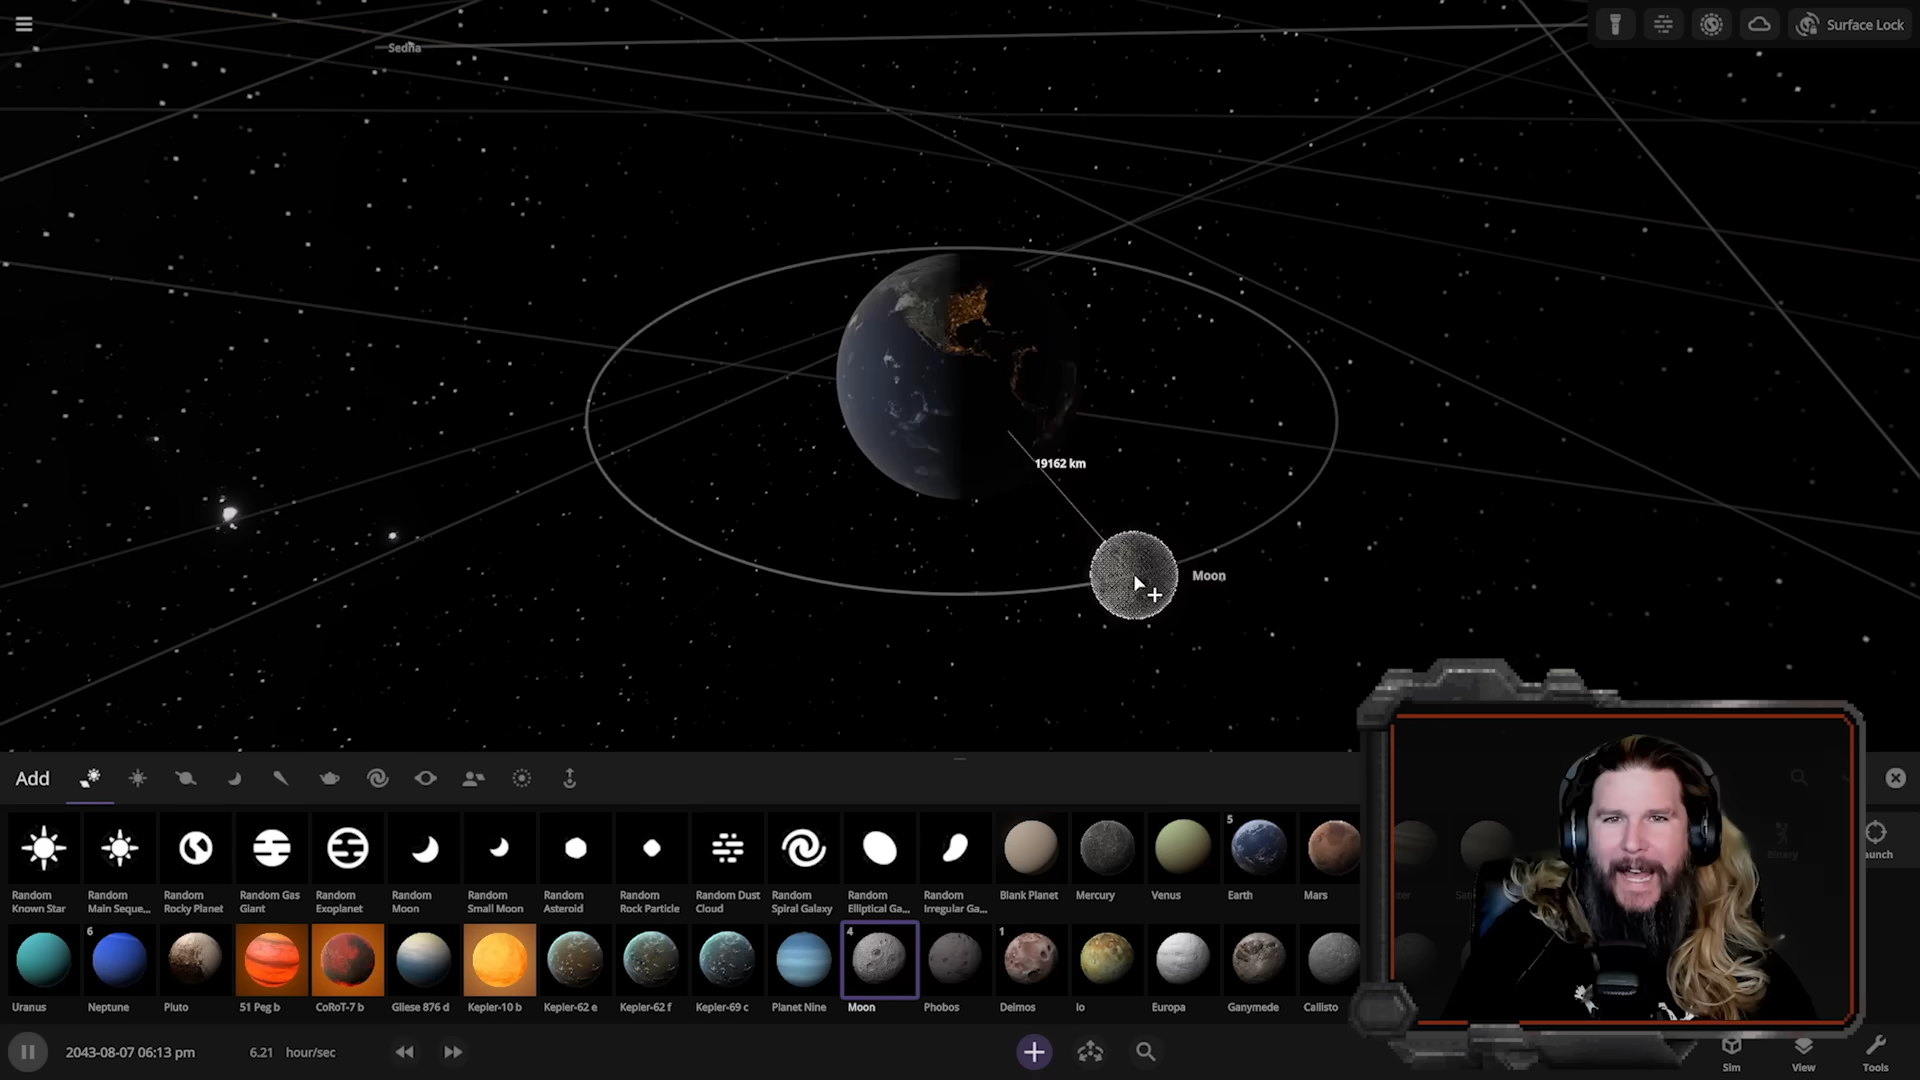 Sedna
Surface Lock
19162 km
Moon
Add
Random Known Star
Random Main Seque...
Random Rocky Planet
Random Gas Giant
Random Exoplanet
Random Moon
Random Small Moon
Random Asteroid
Random Rock Particle
Random Dust Cloud
Random Spiral Galaxy
Random Elliptical Ga...
Random Irregular Ga...
Blank Planet
Mercury
Venus
5
Earth
Mars
Binary
aunch
Uranus
6
Neptune
Pluto
51 Peg b
CoRoT-7 b
Gliese 876 d
Kepler-10 b
Kepler-62 e
Kepler-62 f
Kepler-69 c
Planet Nine
4
Moon
Phobos
1
Deimos
Io
Europa
Ganymede
Callisto
2043-08-07 06:13 pm
6.21 hour/sec
Sim
View
Tools